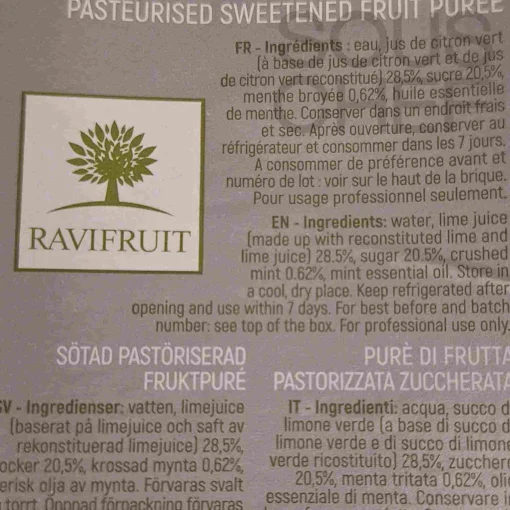 PASTEURISED SWEETENED FRUIT PUREE
FR - Ingrédients : eau, jus de citron vert
(à base de jus de citron vert et de jus
de citron vert reconstitué) 28,5%, sucre 20,5%,
menthe broyée 0,62%, huile essentielle
de menthe. Conserver dans un endroit frais
et sec. Après ouverture, conserver au
réfrigérateur et consommer dans les 7 jours.
A consommer de préférence avant et
numéro de lot : voir sur le haut de la brique.
Pour usage professionnel seulement.
RAVIFRUIT
EN - Ingredients: water, lime juice
(made up with reconstituted lime and
lime juice) 28.5%, sugar 20.5%, crushed
mint 0.62%, mint essential oil. Store in
a cool, dry place. Keep refrigerated after
opening and use within 7 days. For best before and batch
number: see top of the box. For professional use only.
SÖTAD PASTÖRISERAD
FRUKTPURÉ
SV - Ingredienser: vatten, limejuice
(baserat på limejuice och saft av
rekonstituerad limejuice) 28,5%,
ocker 20,5%, krossad mynta 0,62%,
erisk olja av mynta. Förvaras svalt
torrt. Öppnad förpackning förvaras
PURÈ DI FRUTTA
PASTORIZZATA ZUCCHERATA
IT - Ingredienti: acqua, succo d
limone verde (a base di succo d
limone verde e di succo di limone
verde ricostituito) 28,5%, zuccher
20,5%, menta tritata 0,62%, oli
essenziale di menta. Conservare i